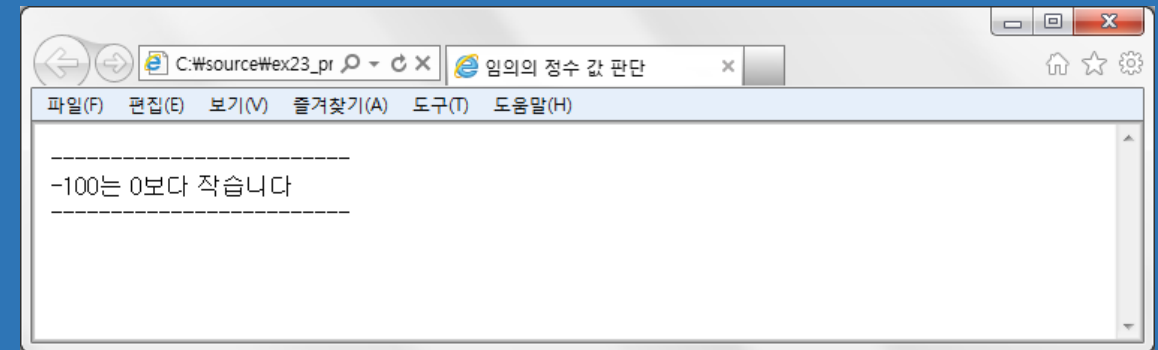 C:₩source₩ex23_pr
임의의 정수 값 판단
파일(F) 편집(E) 보기(V) 즐겨찾기(A) 도구(T) 도움말(H)
-------------------------
-100는 0보다 작습니다
-------------------------